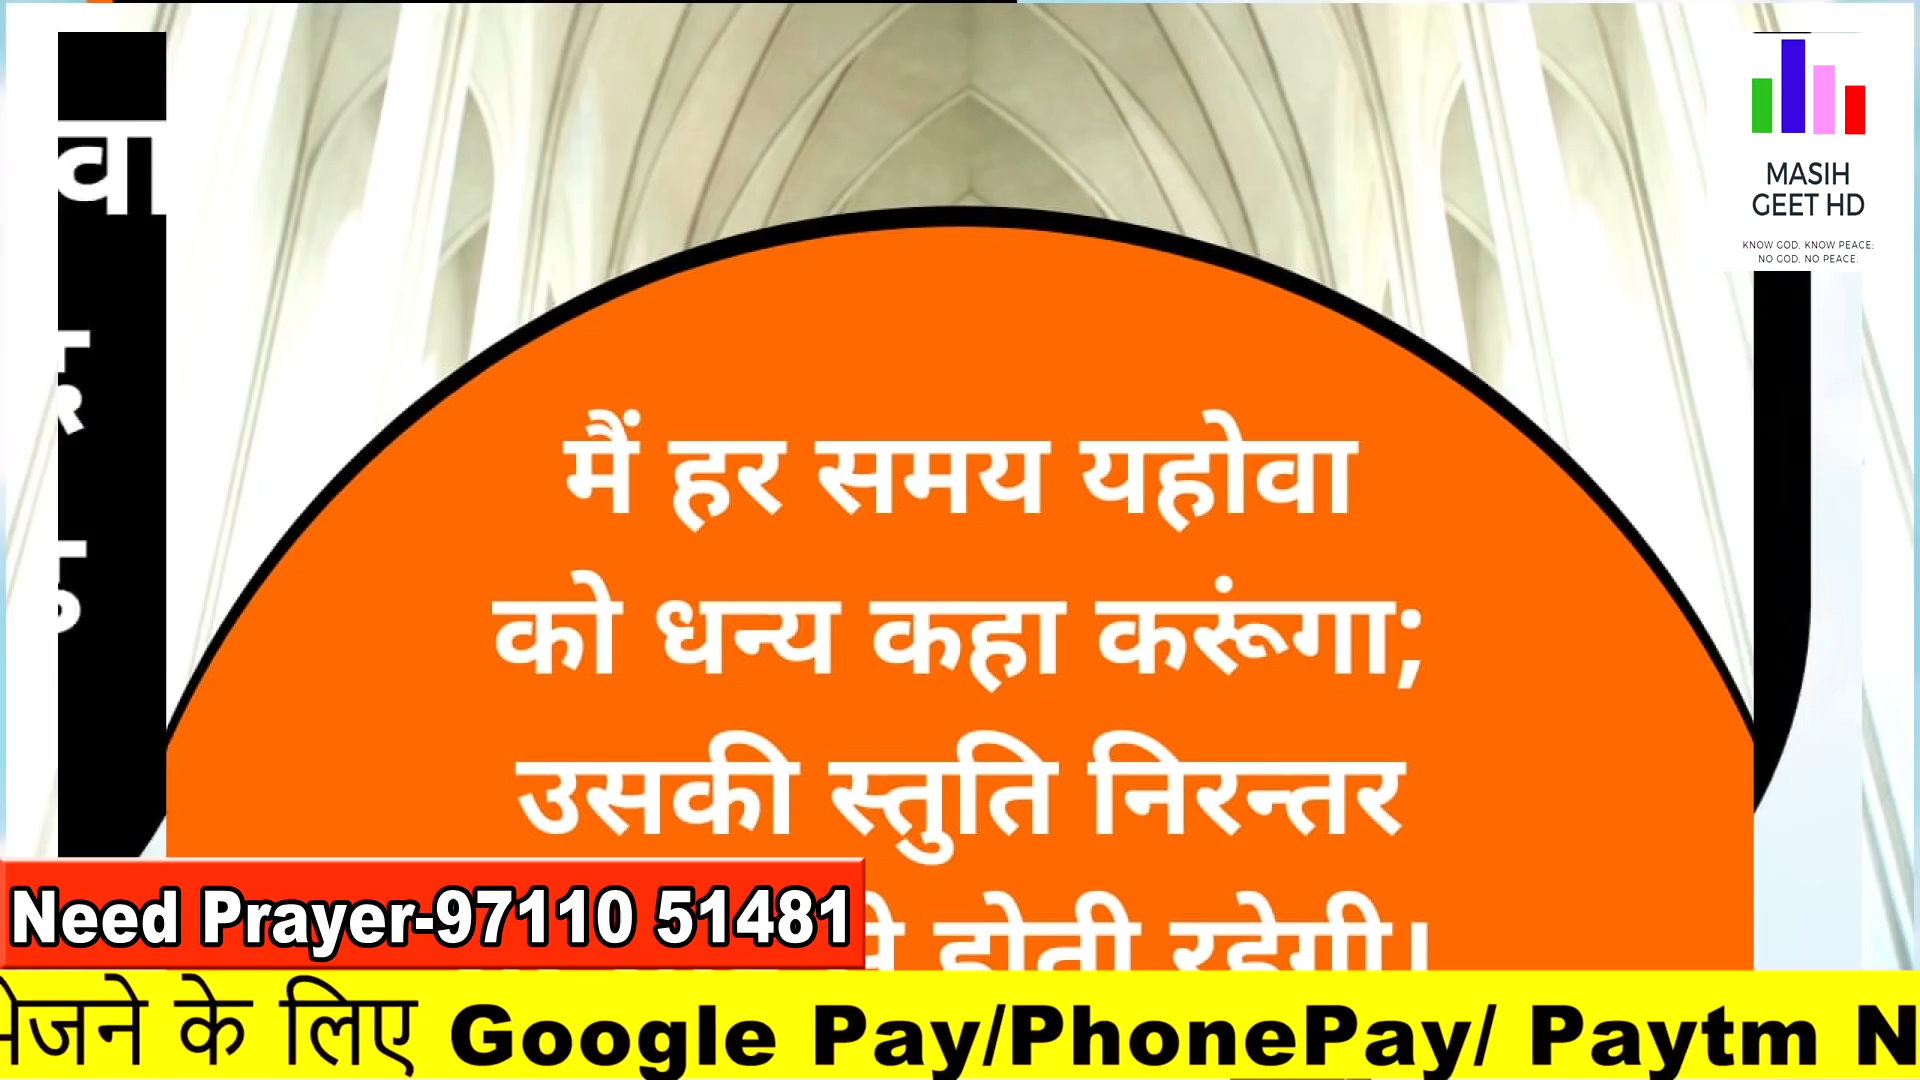 MASIH
GEET HD
KNOW GOD, KNOW PEACE;
NO GOD, NO PEACE.
वा
मैं हर समय यहोवा
को धन्य कहा करूंगा;
उसकी स्तुति निरन्तर
होती रहेगी।
Need Prayer-97110 51481
के लिए Google Pay/PhonePay/ Paytm N